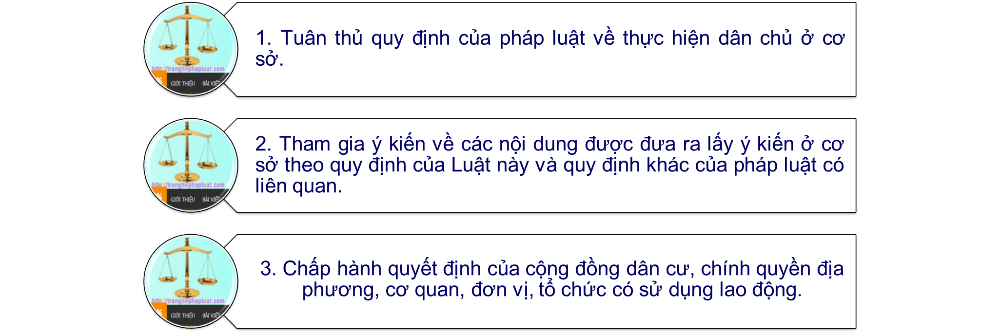 http://trangtinphapluat.com
GIỚI THIỆU BÀI VIẾT
1. Tuân thủ quy định của pháp luật về thực hiện dân chủ ở cơ
sở.
http://trangtinphapluat.com
GIỚI THIỆU BÀI VIẾT
2. Tham gia ý kiến về các nội dung được đưa ra lấy ý kiến ở cơ
sở theo quy định của Luật này và quy định khác của pháp luật có
liên quan.
http://trangtinphapluat.com
GIỚI THIỆU BÀI VIẾT
3. Chấp hành quyết định của cộng đồng dân cư, chính quyền địa
phương, cơ quan, đơn vị, tổ chức có sử dụng lao động.